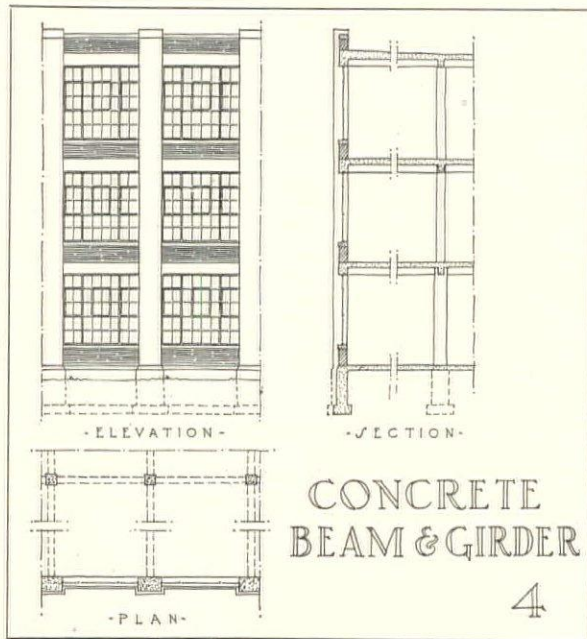 - ELEVATION -
- SECTION -
- PLAN -
CONCRETE
BEAM & GIRDER
4